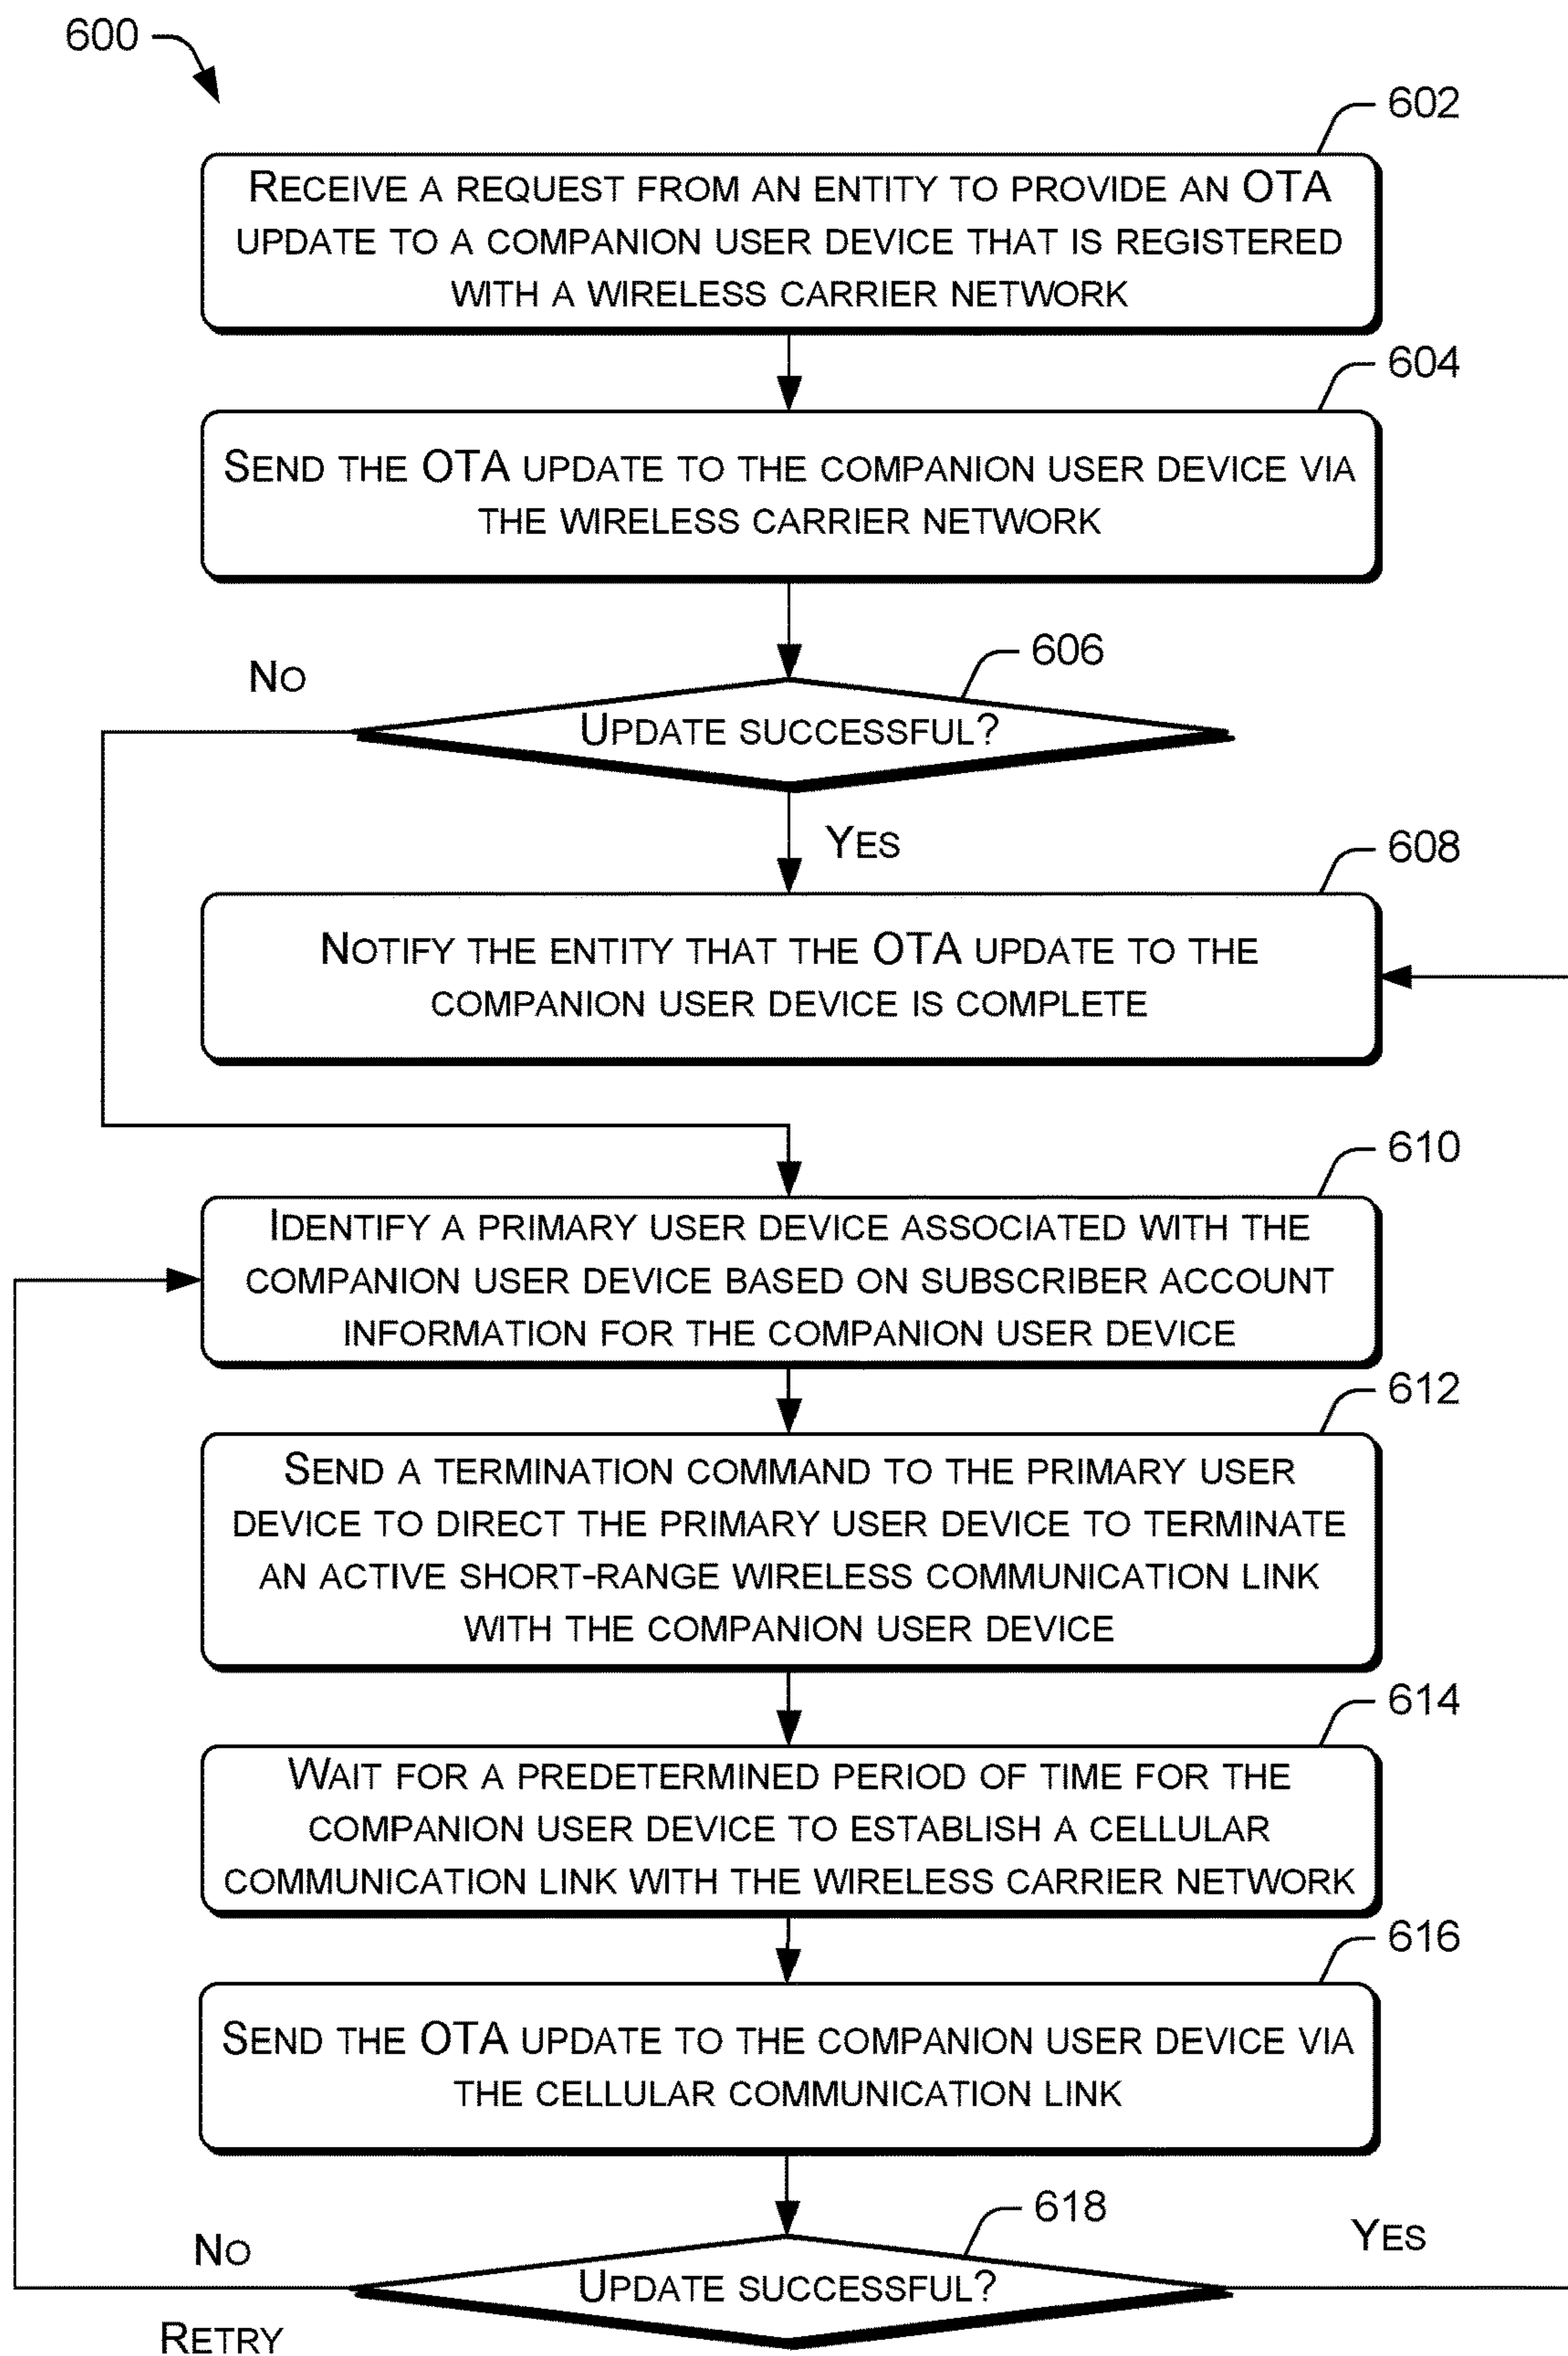 600
602
RECEIVE A REQUEST FROM AN ENTITY TO PROVIDE AN OTA
UPDATE TO A COMPANION USER DEVICE THAT IS REGISTERED
WITH A WIRELESS CARRIER NETWORK
604
SEND THE OTA UPDATE TO THE COMPANION USER DEVICE VIA
THE WIRELESS CARRIER NETWORK
606
NO
UPDATE SUCCESSFUL?
YES
608
NOTIFY THE ENTITY THAT THE OTA UPDATE TO THE
COMPANION USER DEVICE IS COMPLETE
610
IDENTIFY A PRIMARY USER DEVICE ASSOCIATED WITH THE
COMPANION USER DEVICE BASED ON SUBSCRIBER ACCOUNT
INFORMATION FOR THE COMPANION USER DEVICE
612
SEND A TERMINATION COMMAND TO THE PRIMARY USER
DEVICE TO DIRECT THE PRIMARY USER DEVICE TO TERMINATE
AN ACTIVE SHORT-RANGE WIRELESS COMMUNICATION LINK
WITH THE COMPANION USER DEVICE
614
WAIT FOR A PREDETERMINED PERIOD OF TIME FOR THE
COMPANION USER DEVICE TO ESTABLISH A CELLULAR
COMMUNICATION LINK WITH THE WIRELESS CARRIER NETWORK
616
SEND THE OTA UPDATE TO THE COMPANION USER DEVICE VIA
THE CELLULAR COMMUNICATION LINK
618
NO
YES
UPDATE SUCCESSFUL?
RETRY